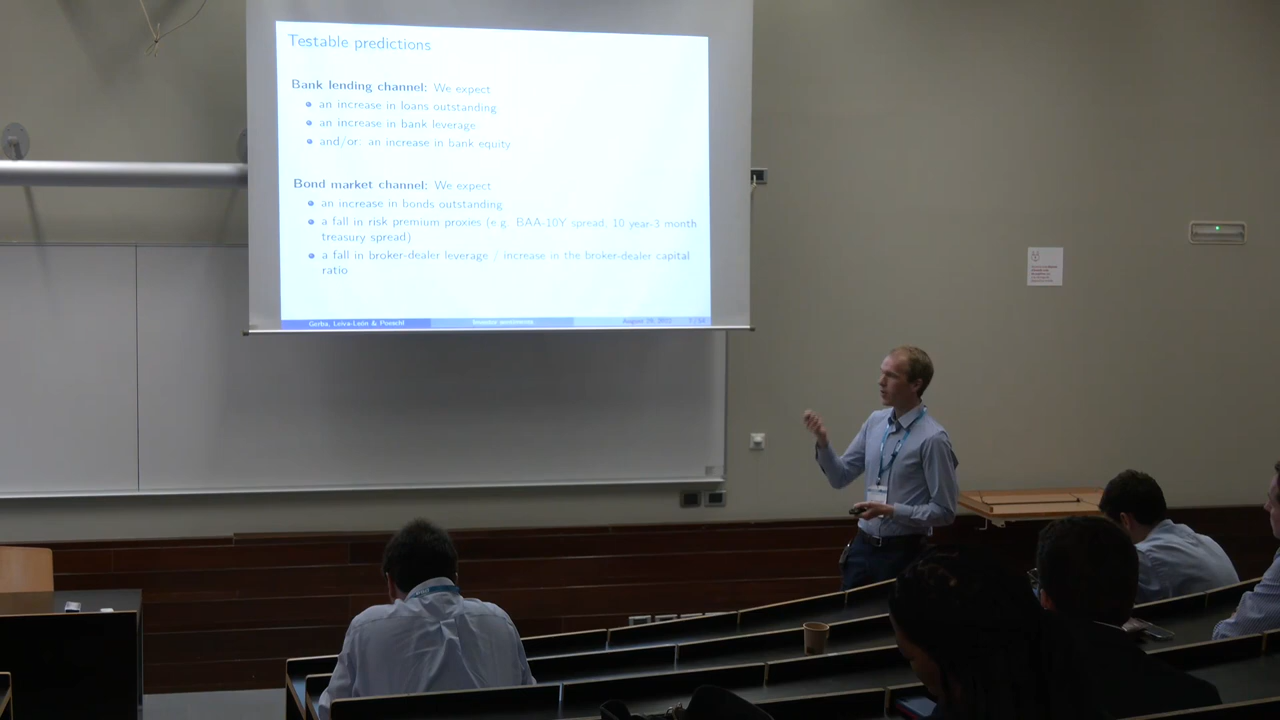 Testable predictions
Bank lending channel: We expect
an increase in loans outstanding
an increase in bank leverage
and/or: an increase in bank equity
Bond market channel: We expect
an increase in bonds outstanding
a fall in risk premium proxies (e.g. BAA-10Y spread, 10 year-3 month
treasury spread)
a fall in broker-dealer leverage / increase in the broker-dealer capital
ratio
Gerba, Leiva-León & Poeschl
Investor sentiments